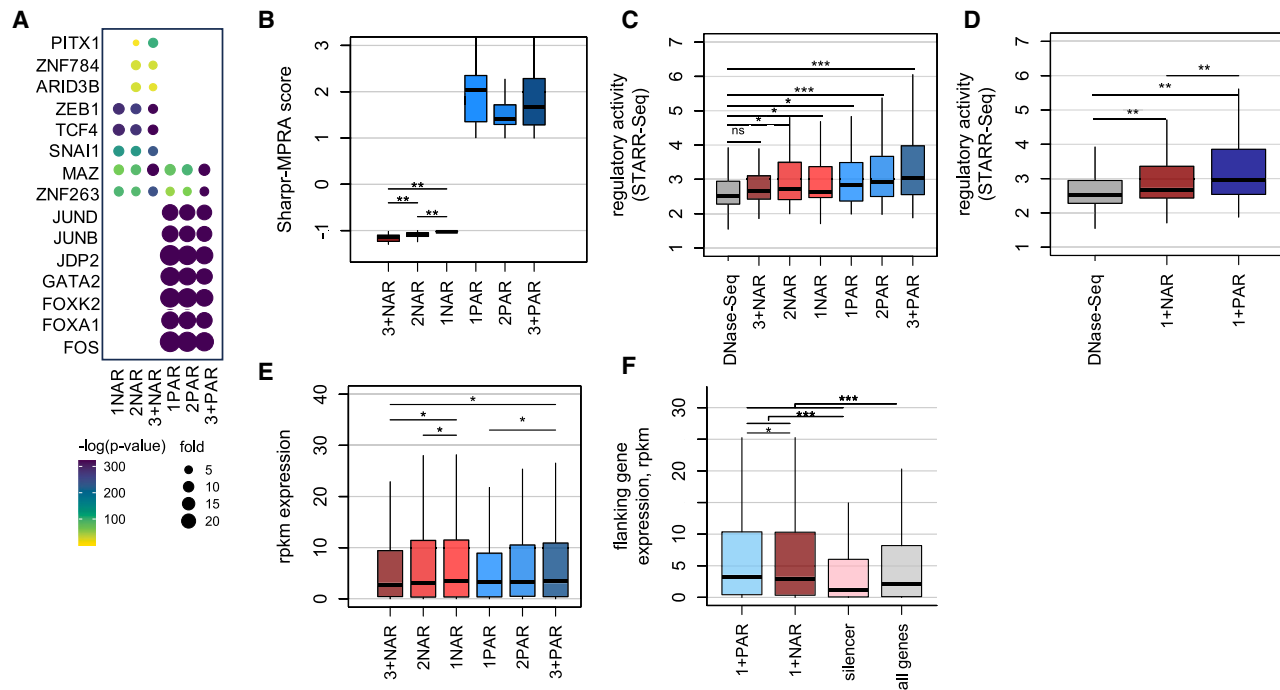 A
PITX1
ZNF784
ARID3B
ZEB1
TCF4
SNAI1
MAZ
ZNF263
JUND
JUNB
JDP2
GATA2
FOXK2
FOXA1
FOS
1NAR
2NAR
3+NAR
1PAR
2PAR
3+PAR
-log(p-value)
300
200
100
fold
5
10
15
20
B
Sharpr-MPRA score
3
2
1
0
-1
**
**
**
3+NAR
2NAR
1NAR
1PAR
2PAR
3+PAR
C
regulatory activity
(STARR-Seq)
7
6
5
4
3
2
1
***
***
*
*
*
*
ns
DNase-Seq
3+NAR
2NAR
1NAR
1PAR
2PAR
3+PAR
D
regulatory activity
(STARR-Seq)
7
6
5
4
3
2
1
**
**
**
DNase-Seq
1+NAR
1+PAR
E
rpkm expression
40
30
20
10
0
*
*
*
*
3+NAR
2NAR
1NAR
1PAR
2PAR
3+PAR
F
flanking gene
expression, rpkm
30
20
10
5
0
***
***
*
1+PAR
1+NAR
silencer
all genes